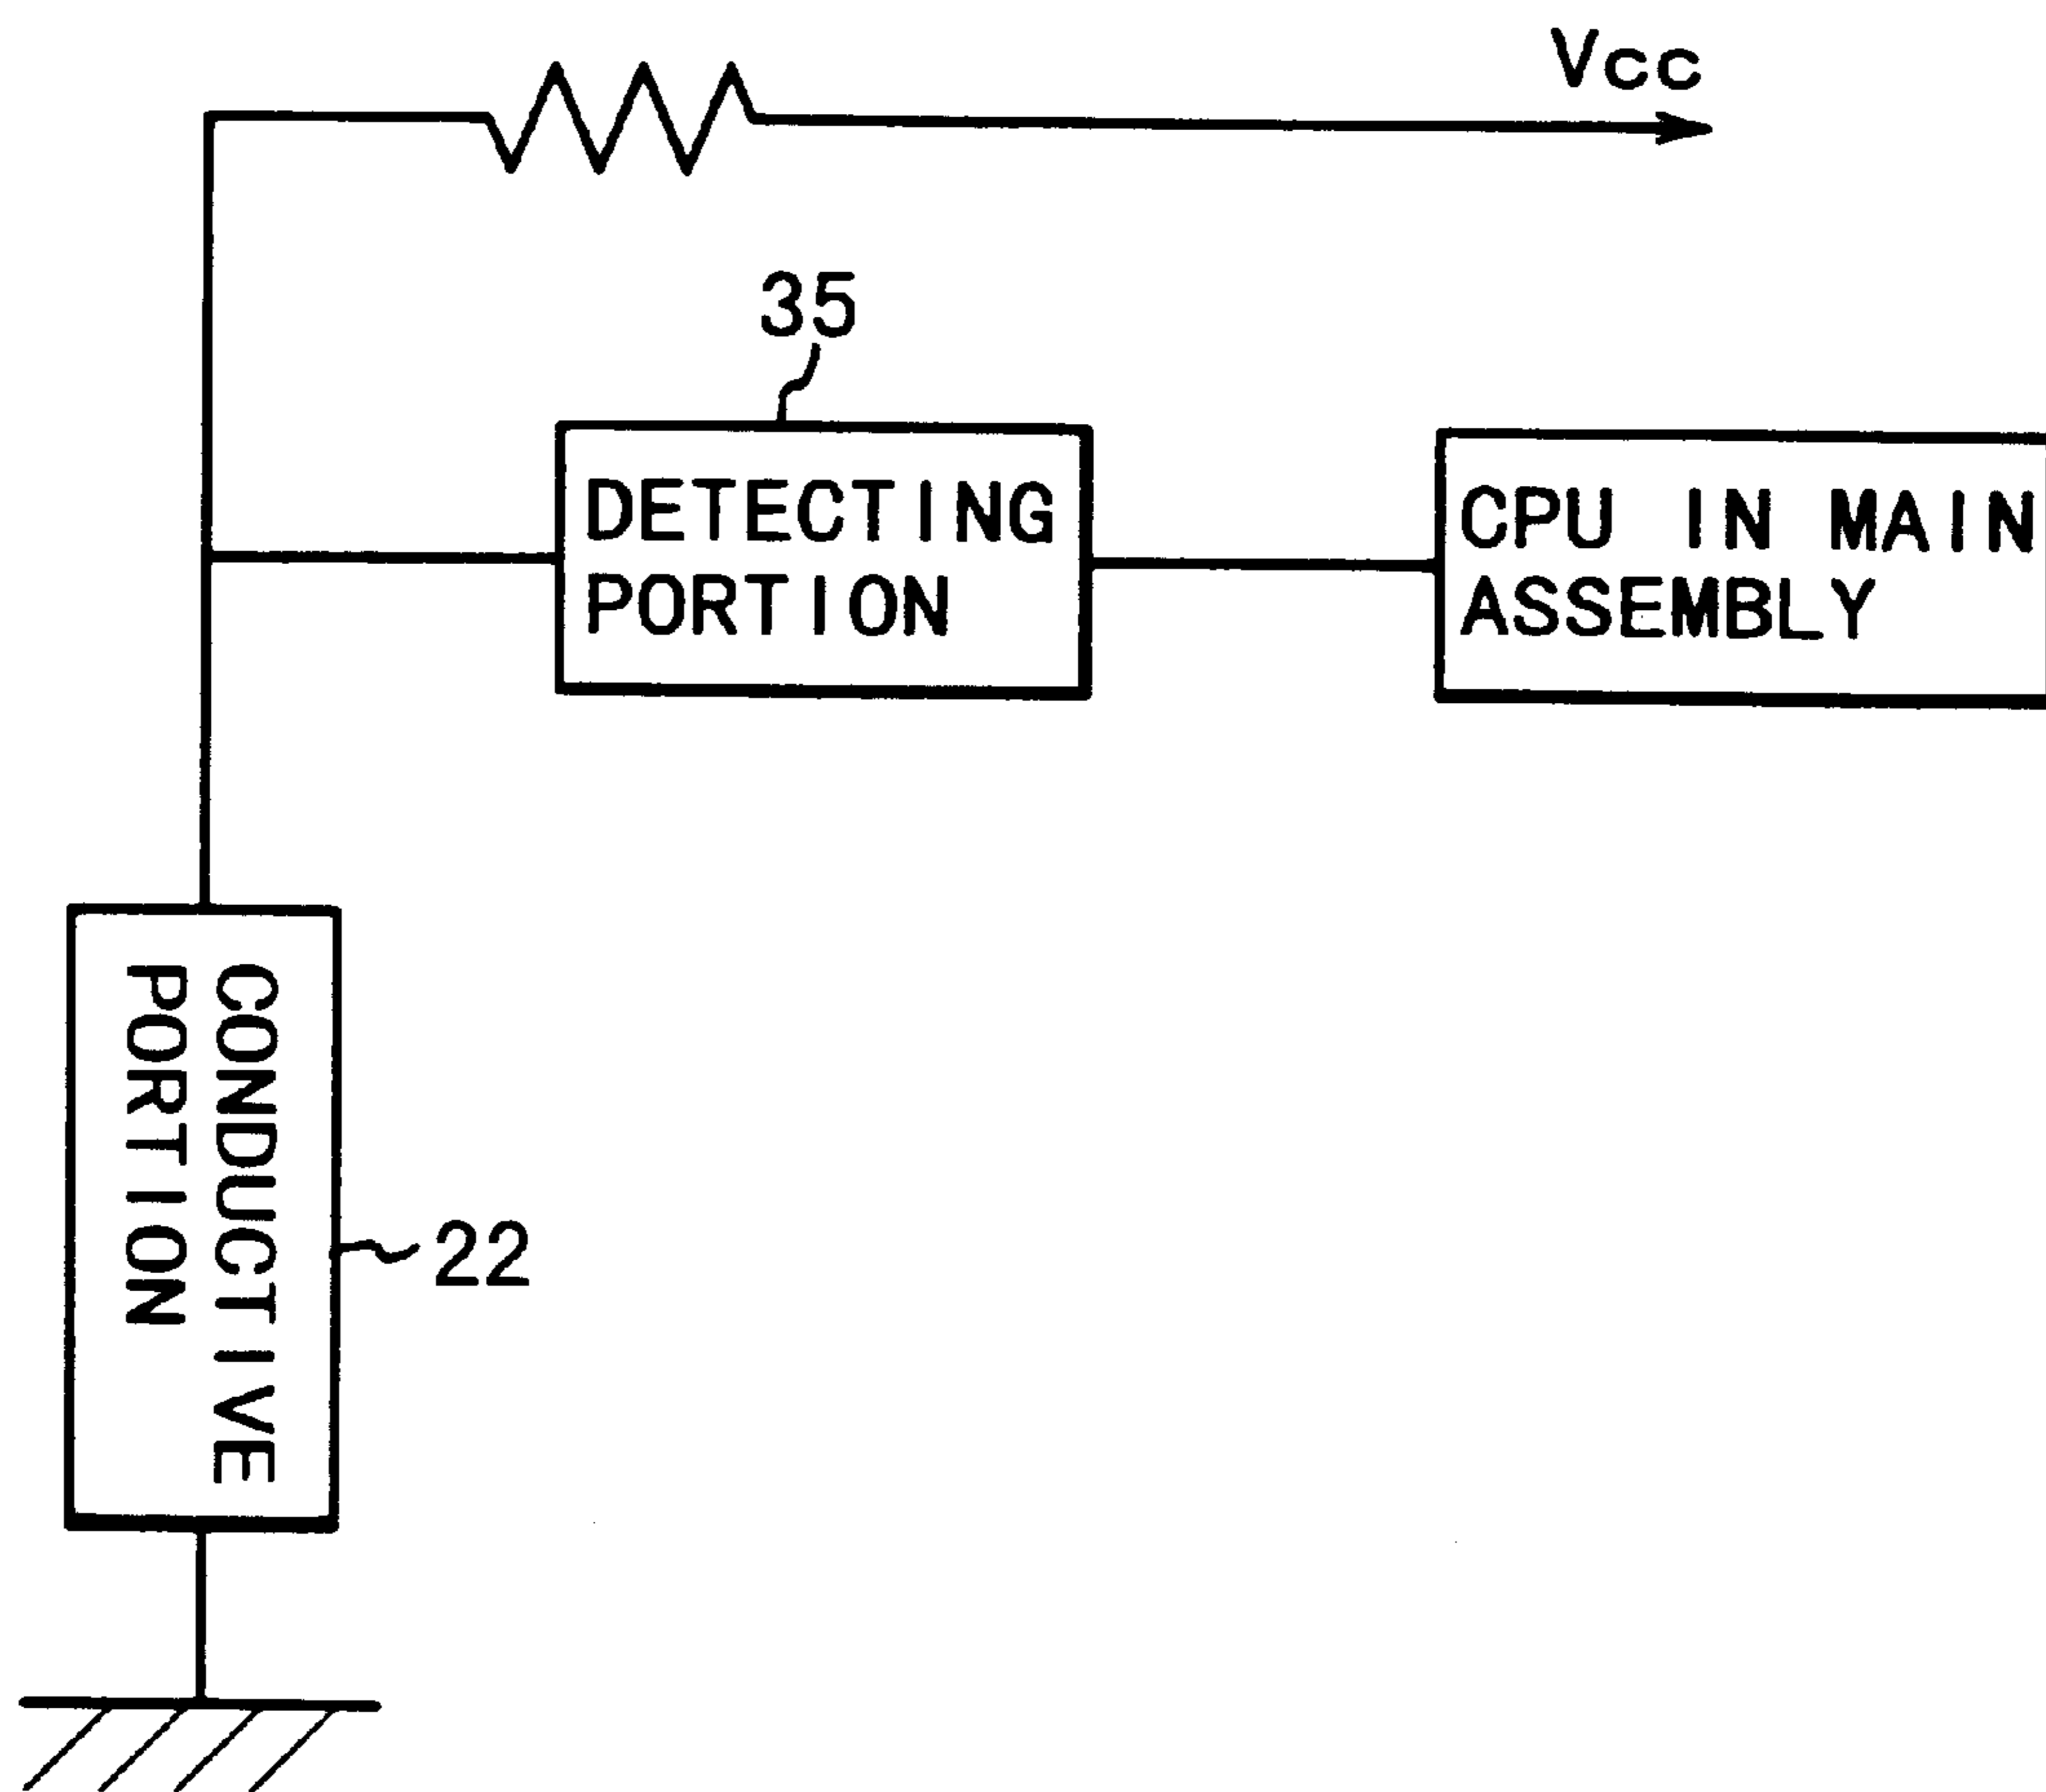 Vcc
35
DETECTING
PORTION
CPU IN MAIN
ASSEMBLY
CONDUCTIVE
PORTION
22